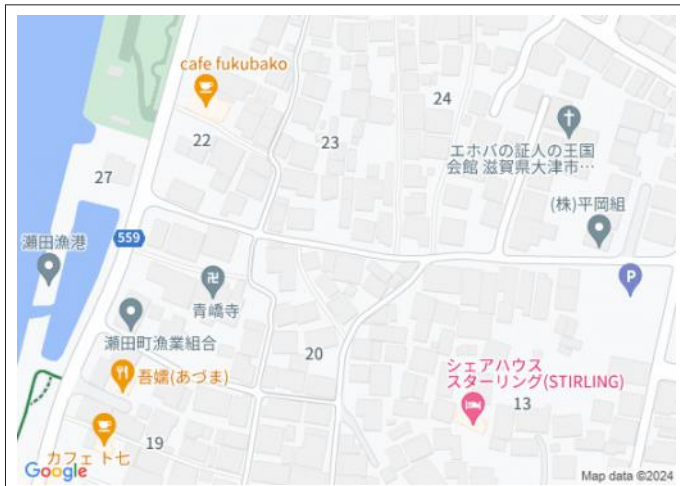 cafe fukubako
24
22
23
エホバの証人の王国
会館 滋賀県大津市…
27
(株)平岡組
559
瀬田漁港
P
青嶋寺
瀬田町漁業組合
20
シェアハウス
スターリング(STIRLING)
吾嬬(あづま)
13
カフェ ト七
19
Google
Map data ©2024